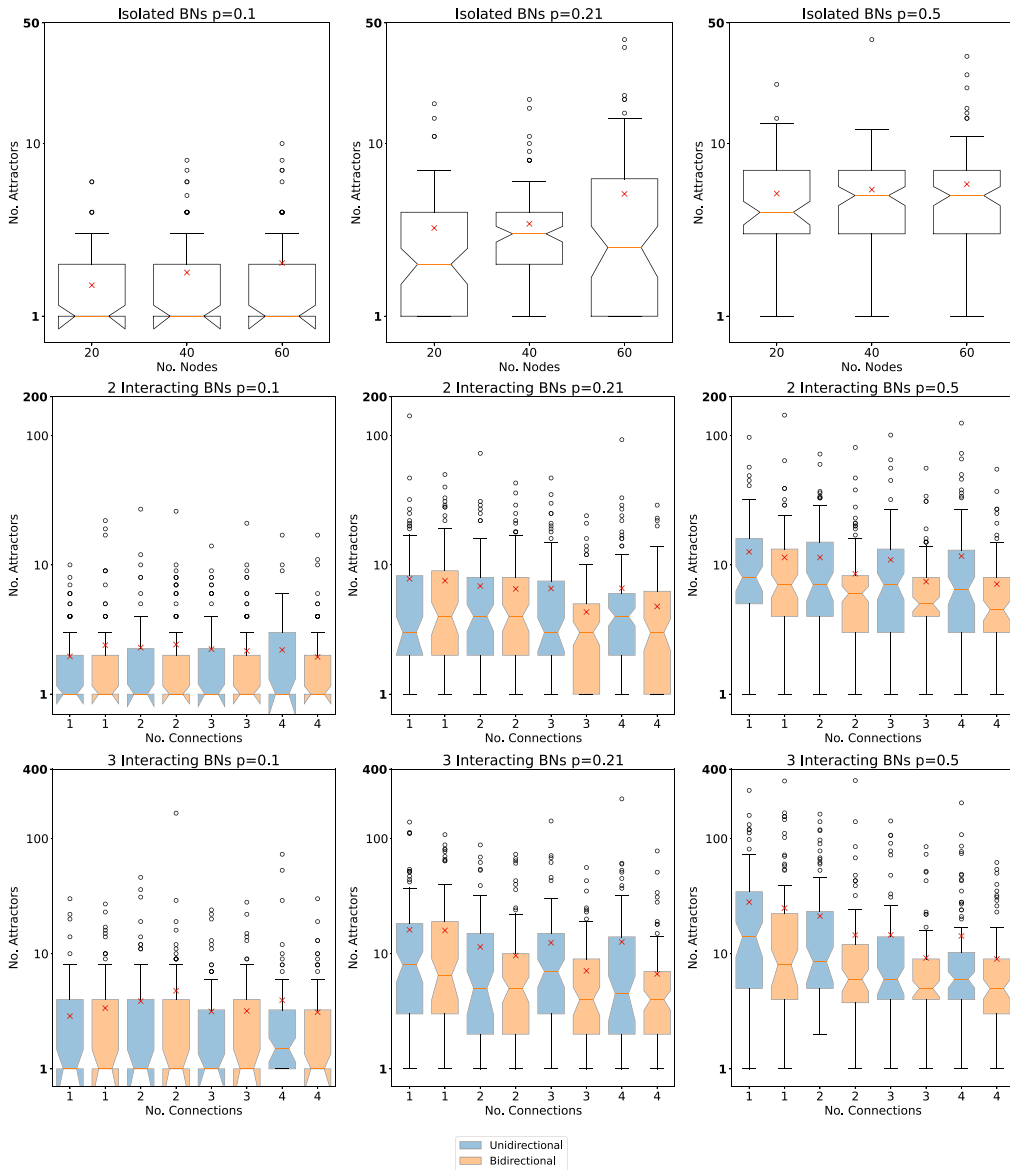 Isolated BNs p=0.1
Isolated BNs p=0.21
Isolated BNs p=0.5
50
10
1
No. Attractors
20 40 60
No. Nodes
50
10
1
No. Attractors
20 40 60
No. Nodes
50
10
1
No. Attractors
20 40 60
No. Nodes
2 Interacting BNs p=0.1
2 Interacting BNs p=0.21
2 Interacting BNs p=0.5
200
100
10
1
No. Attractors
1 1 2 2 3 3 4 4
No. Connections
200
100
10
1
No. Attractors
1 1 2 2 3 3 4 4
No. Connections
200
100
10
1
No. Attractors
1 1 2 2 3 3 4 4
No. Connections
3 Interacting BNs p=0.1
3 Interacting BNs p=0.21
3 Interacting BNs p=0.5
400
100
10
1
No. Attractors
1 1 2 2 3 3 4 4
No. Connections
400
100
10
1
No. Attractors
1 1 2 2 3 3 4 4
No. Connections
400
100
10
1
No. Attractors
1 1 2 2 3 3 4 4
No. Connections
Unidirectional
Bidirectional